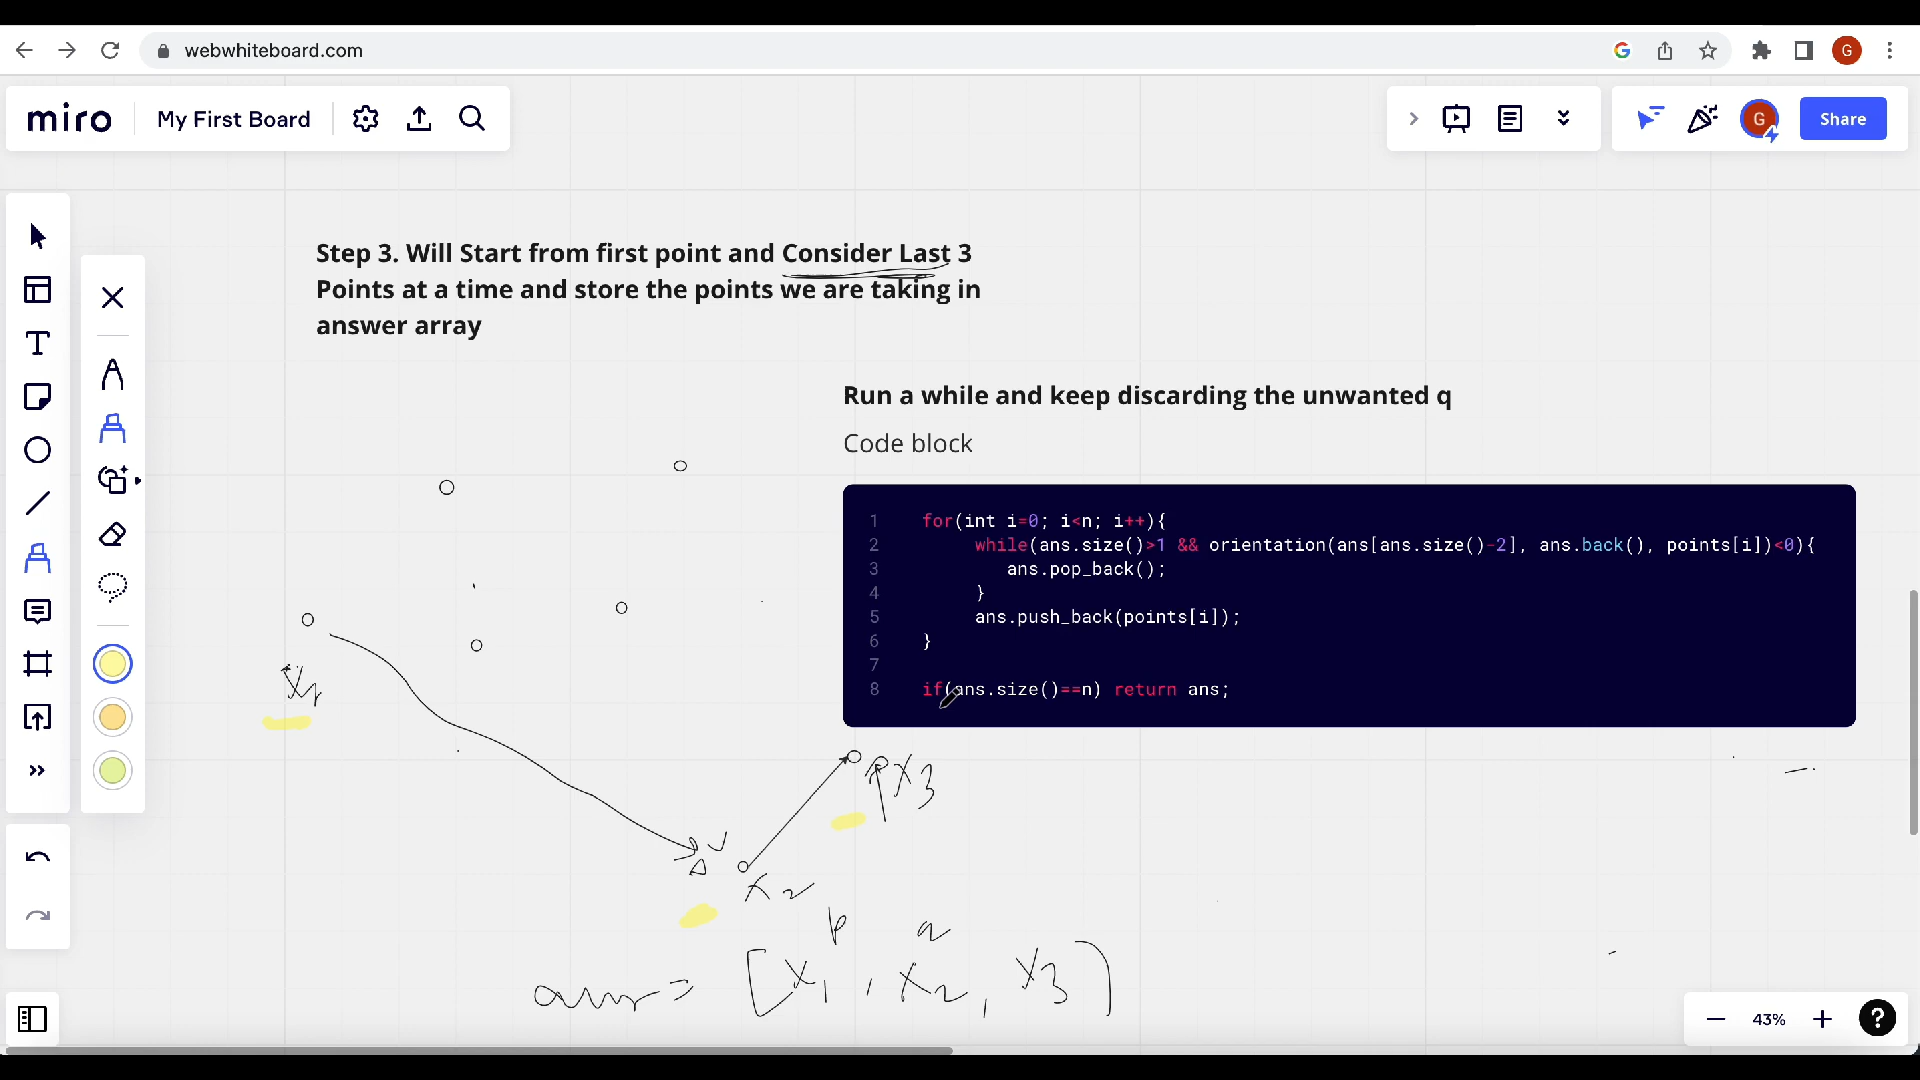 webwhiteboard.com
G
miro
My First Board
G
Share
Step 3. Will Start from first point and Consider Last 3
Points at a time and store the points we are taking in
answer array
Run a while and keep discarding the unwanted q
Code block
1 for(int i=0; i<n; i++){
2 while(ans.size()>1 && orientation(ans[ans.size()-2], ans.back(), points[i])<0){
3 ans.pop_back();
4 }
5 ans.push_back(points[i]);
6 }
7
8 if(ans.size()==n) return ans;
x1
x3
x2
p q
ans = [x1, x2, x3]
43%
?